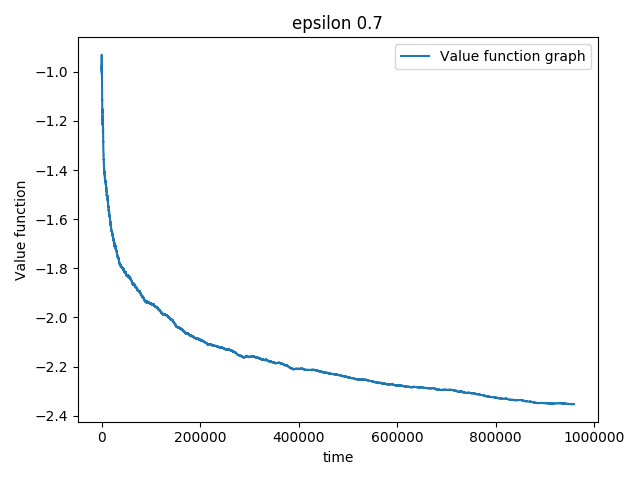 epsilon 0.7
Value function graph
Value function
−1.0
−1.2
−1.4
−1.6
−1.8
−2.0
−2.2
−2.4
0 200000 400000 600000 800000 1000000
time